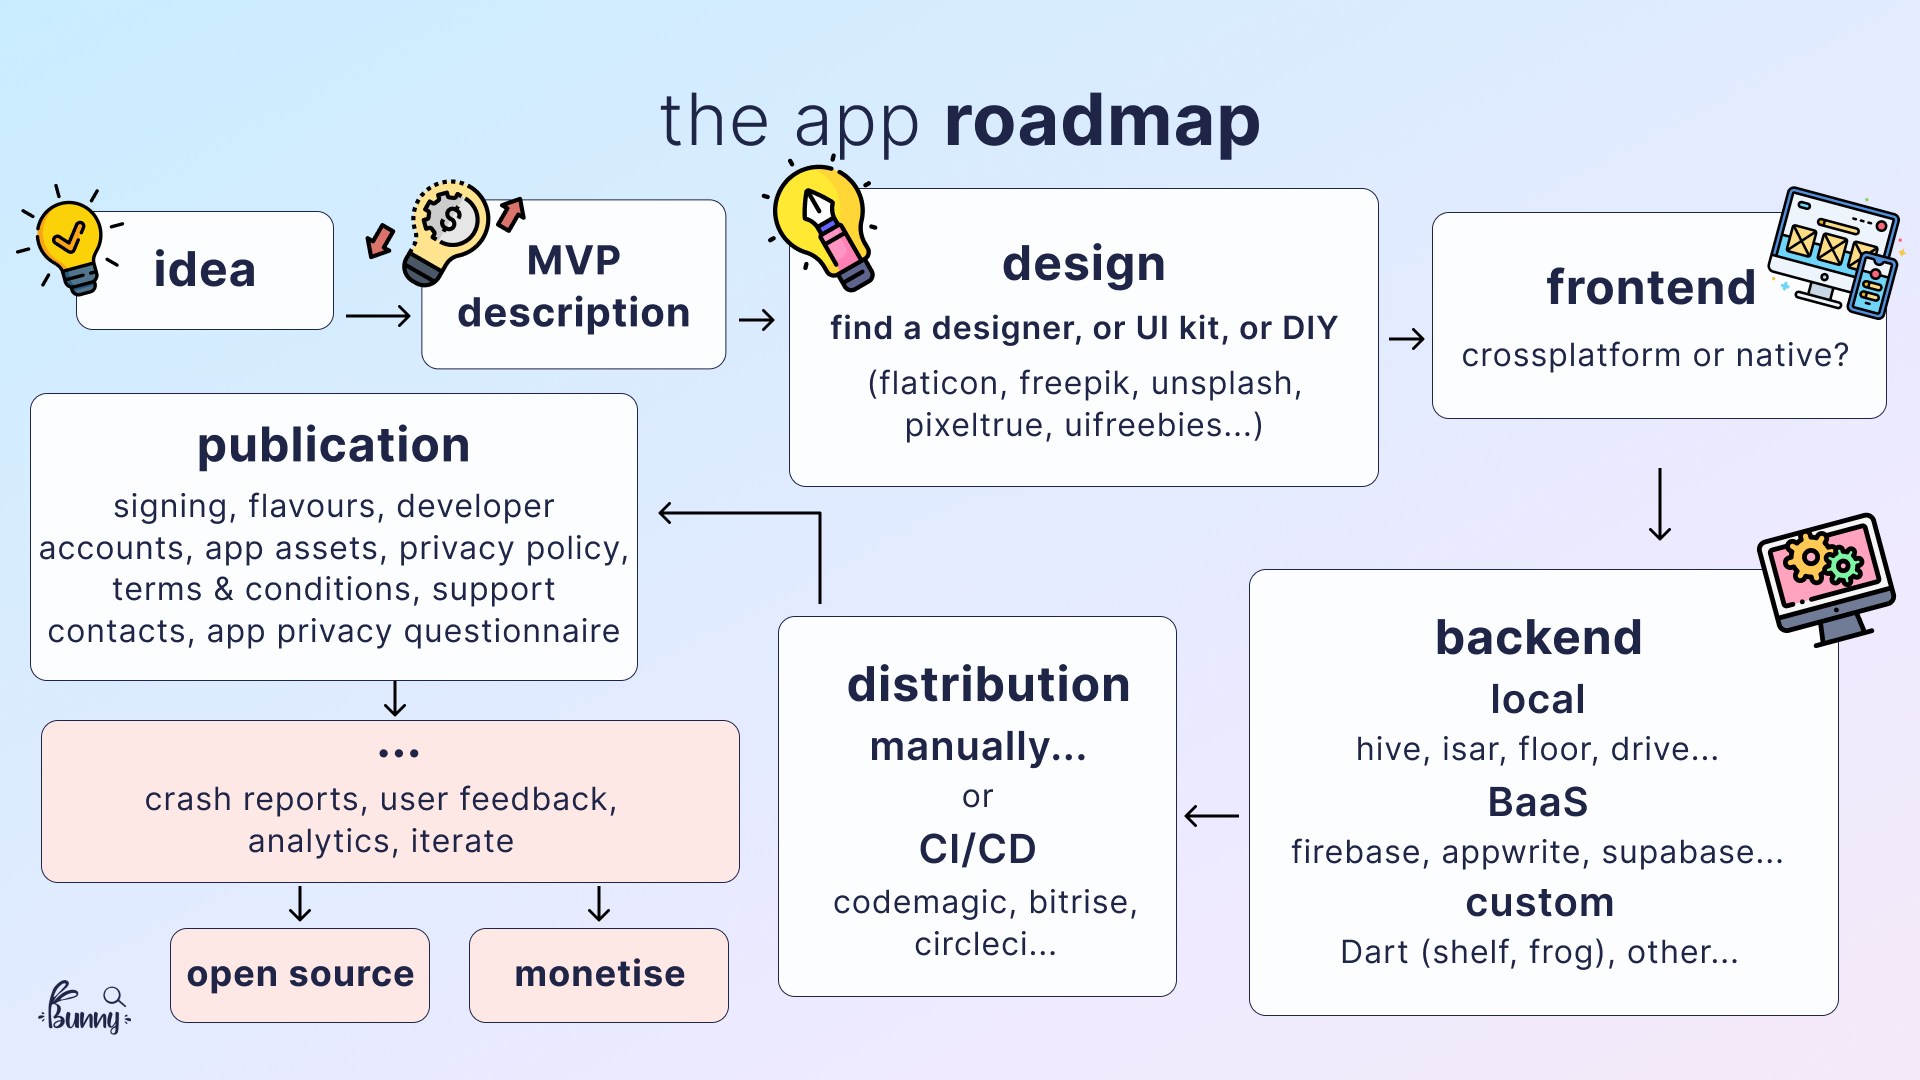 the app roadmap
idea
MVP
description
design
find a designer, or UI kit, or DIY
(flaticon, freepik, unsplash,
pixeltrue, uifreebies...)
frontend
crossplatform or native?
backend
local
hive, isar, floor, drive...
BaaS
firebase, appwrite, supabase...
custom
Dart (shelf, frog), other...
distribution
manually...
or
CI/CD
codemagic, bitrise,
circleci...
publication
signing, flavours, developer
accounts, app assets, privacy policy,
terms & conditions, support
contacts, app privacy questionnaire
...
crash reports, user feedback,
analytics, iterate
open source
monetise
Bunny
$